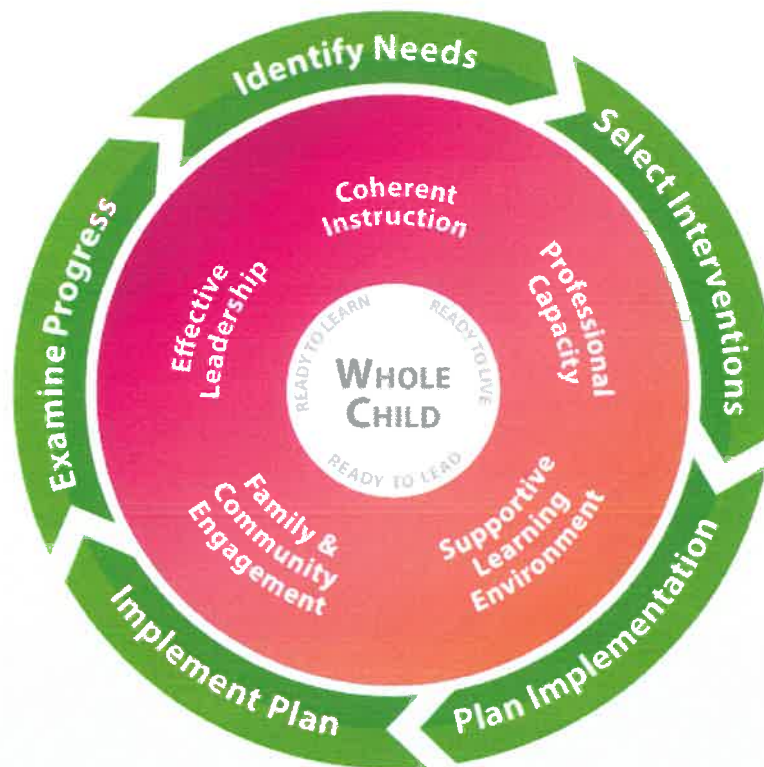 Identify Needs
Select Interventions
Plan Implementation
Implement Plan
Examine Progress
Coherent
Instruction
Professional
Capacity
Supportive
Learning
Environment
Family &
Community
Engagement
Effective
Leadership
READY TO LEARN
READY TO LIVE
READY TO LEAD
WHOLE
CHILD